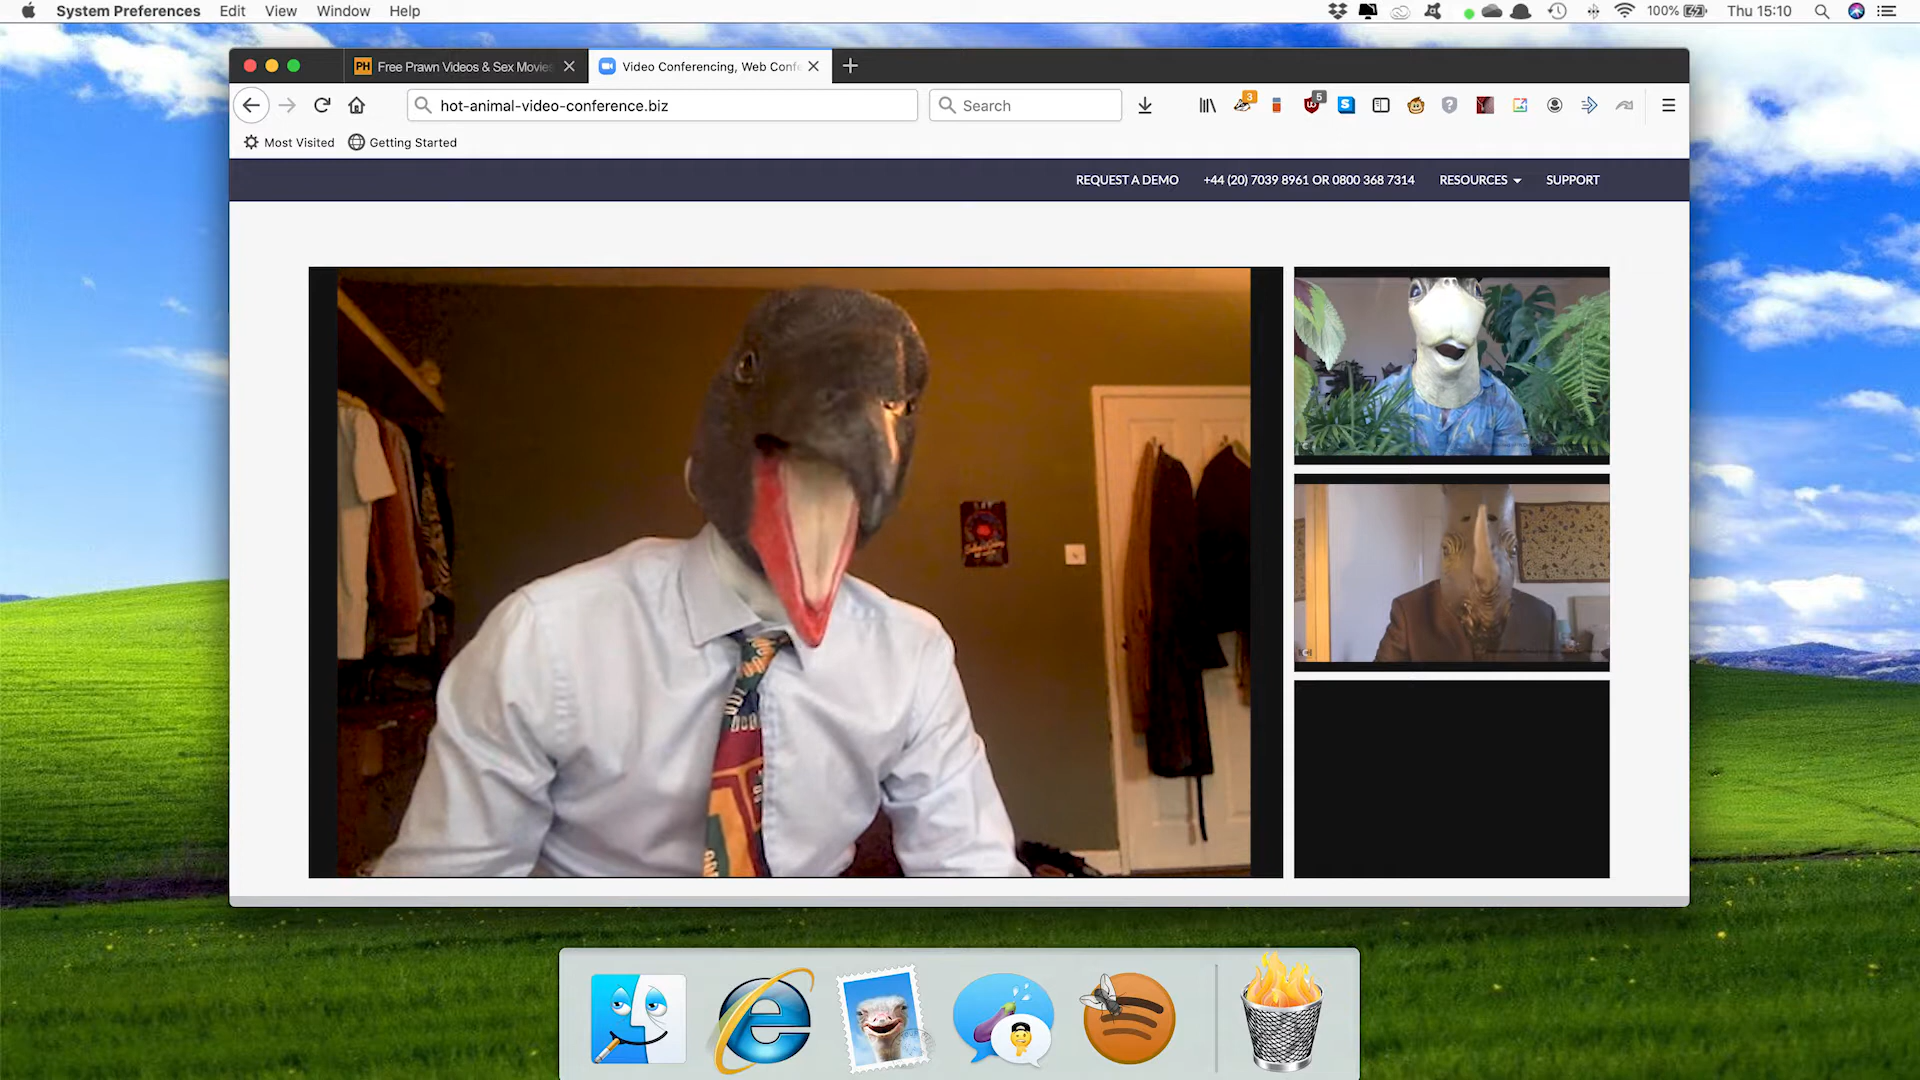 System Preferences Edit View Window Help
100% Thu 15:10
PH Free Prawn Videos & Sex Movies
Video Conferencing, Web Confe
hot-animal-video-conference.biz
Search
3
5
S
Most Visited
Getting Started
REQUEST A DEMO +44 (20) 7039 8961 OR 0800 368 7314 RESOURCES SUPPORT